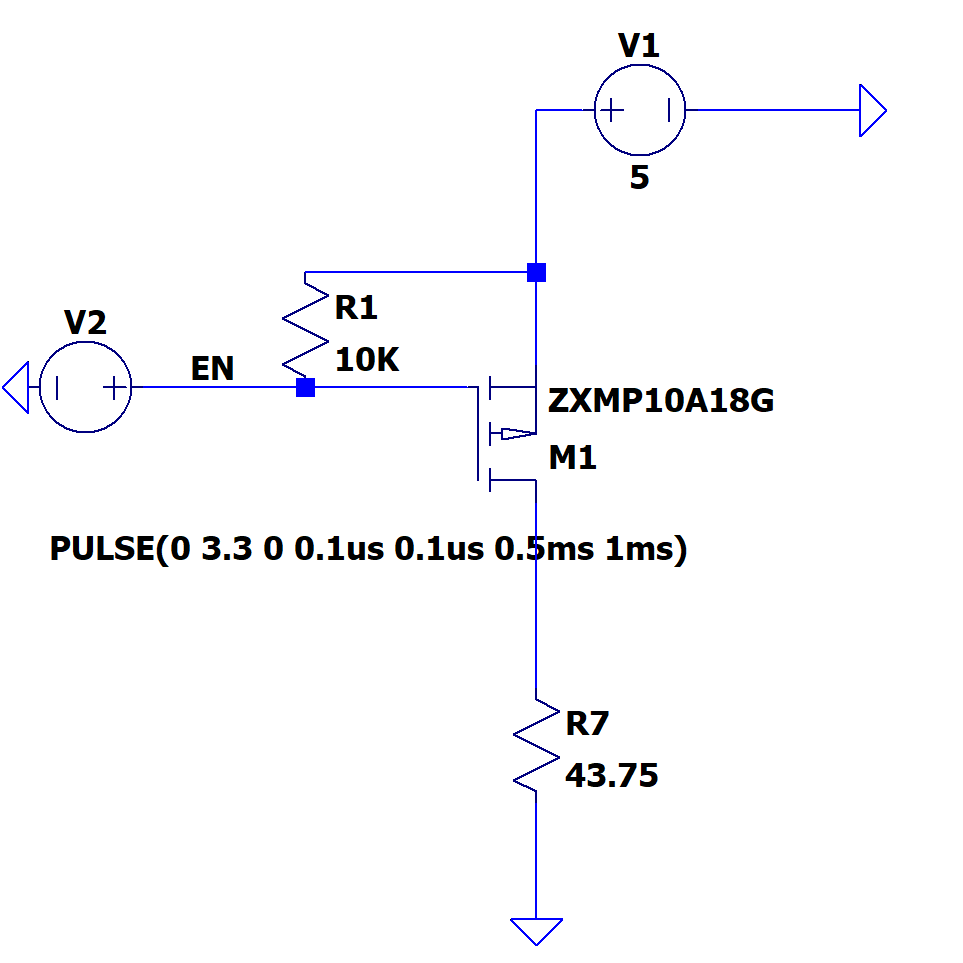 V1
5
R1
10K
V2
EN
ZXMP10A18G
M1
PULSE(0 3.3 0 0.1us 0.1us 0.5ms 1ms)
R7
43.75